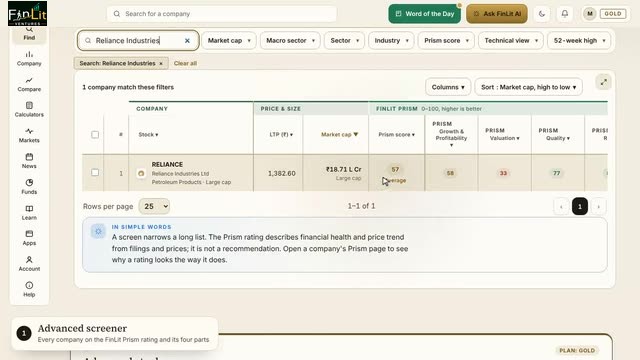 FinLit
VENTURES
Search for a company
Word of the Day
Ask FinLit AI
M
GOLD
Find
Company
Compare
Calculators
Markets
News
Funds
Learn
Apps
Account
Help
Reliance Industries
Market cap
Macro sector
Sector
Industry
Prism score
Technical view
52-week high
Search: Reliance Industries ×
Clear all
1 company match these filters
Columns
Sort : Market cap, high to low
COMPANY
PRICE & SIZE
FINLIT PRISM 0–100, higher is better
#
Stock
LTP (₹)
Market cap
Prism score
PRISM
Growth &
Profitability
PRISM
Valuation
PRISM
Quality
1
RELIANCE
Reliance Industries Ltd
Petroleum Products · Large cap
1,382.60
₹18.71 L Cr
Large cap
57
58
33
77
Rows per page
25
1–1 of 1
1
IN SIMPLE WORDS
A screen narrows a long list. The Prism rating describes financial health and price trend
from filings and prices; it is not a recommendation. Open a company's Prism page to see
why a rating looks the way it does.
1
Advanced screener
Every company on the FinLit Prism rating and its four parts
PLAN: GOLD